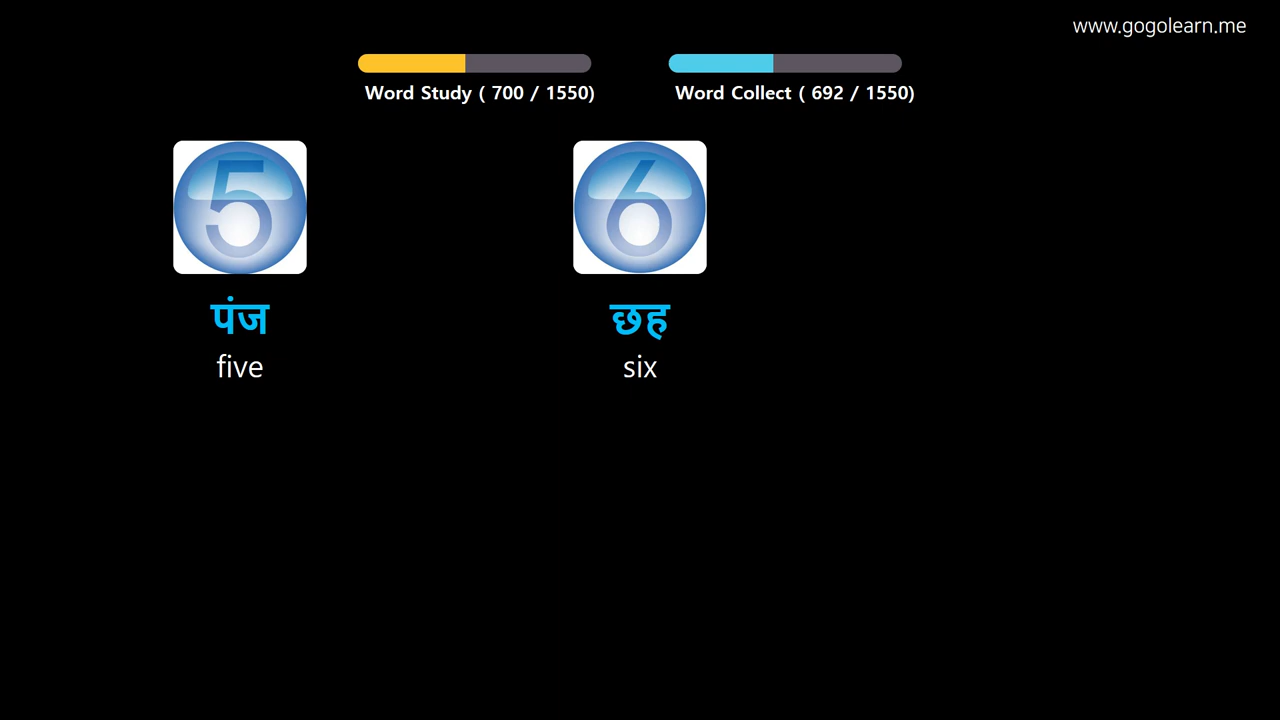 www.gogolearn.me
Word Study ( 700 / 1550)
Word Collect ( 692 / 1550)
5
6
पंज
छह
five
six